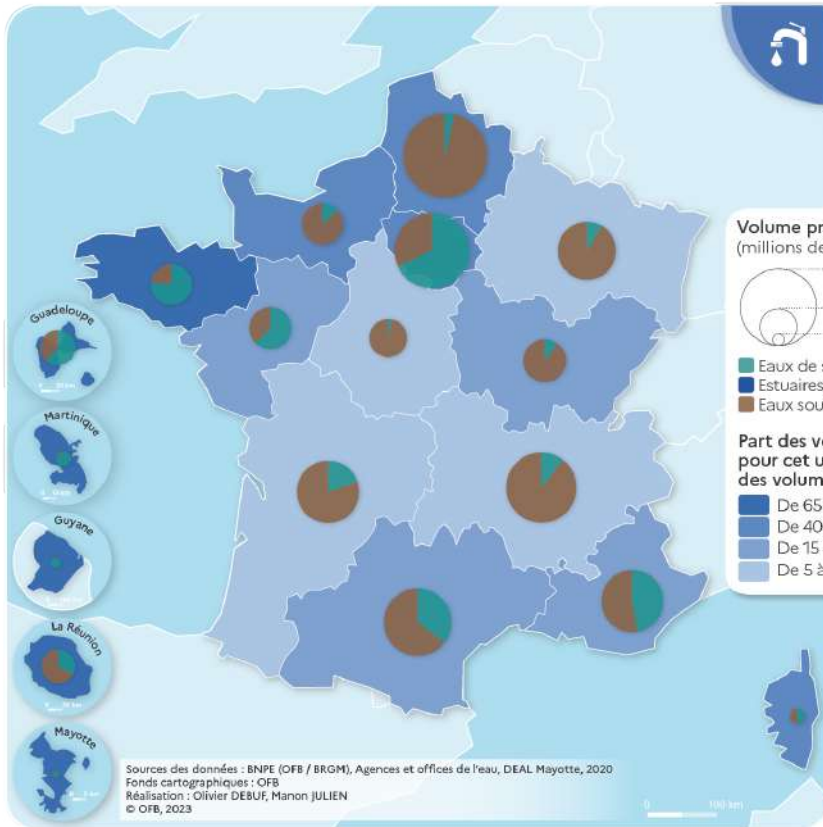 Volume pr
(millions de
Eaux de s
Estuaires
Eaux sou
Part des vo
pour cet u
des volum
De 65
De 40
De 15
De 5 à
Guadeloupe
Martinique
Guyane
La Réunion
Mayotte
Sources des données : BNPE (OFB / BRGM), Agences et offices de l'eau, DEAL Mayotte, 2020
Fonds cartographiques : OFB
Réalisation : Olivier DEBUF, Manon JULIEN
© OFB, 2023
0 100 km